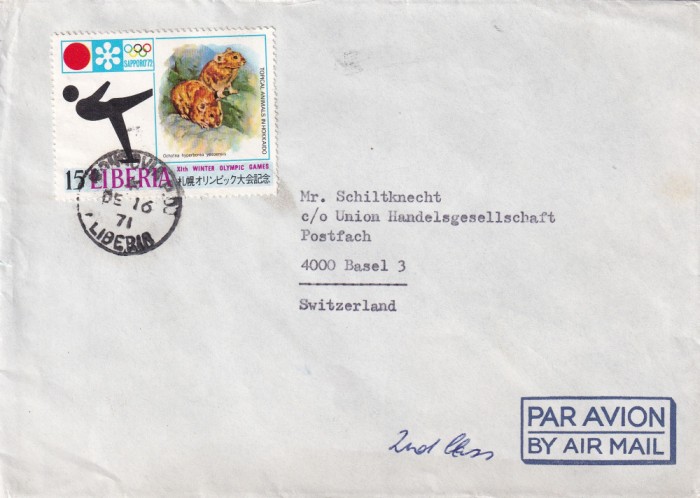 SAPPORO'72
TOPICAL ANIMALS IN HOKKAIDO
Ochotna hyperborea yesoensis
XIth WINTER OLYMPIC GAMES
15¢ LIBERIA 札幌オリンピック大会記念
DE 16
71
LIBERIA
Mr. Schiltknecht
c/o Union Handelsgesellschaft
Postfach
4000 Basel 3
Switzerland
2nd Class
PAR AVION
BY AIR MAIL